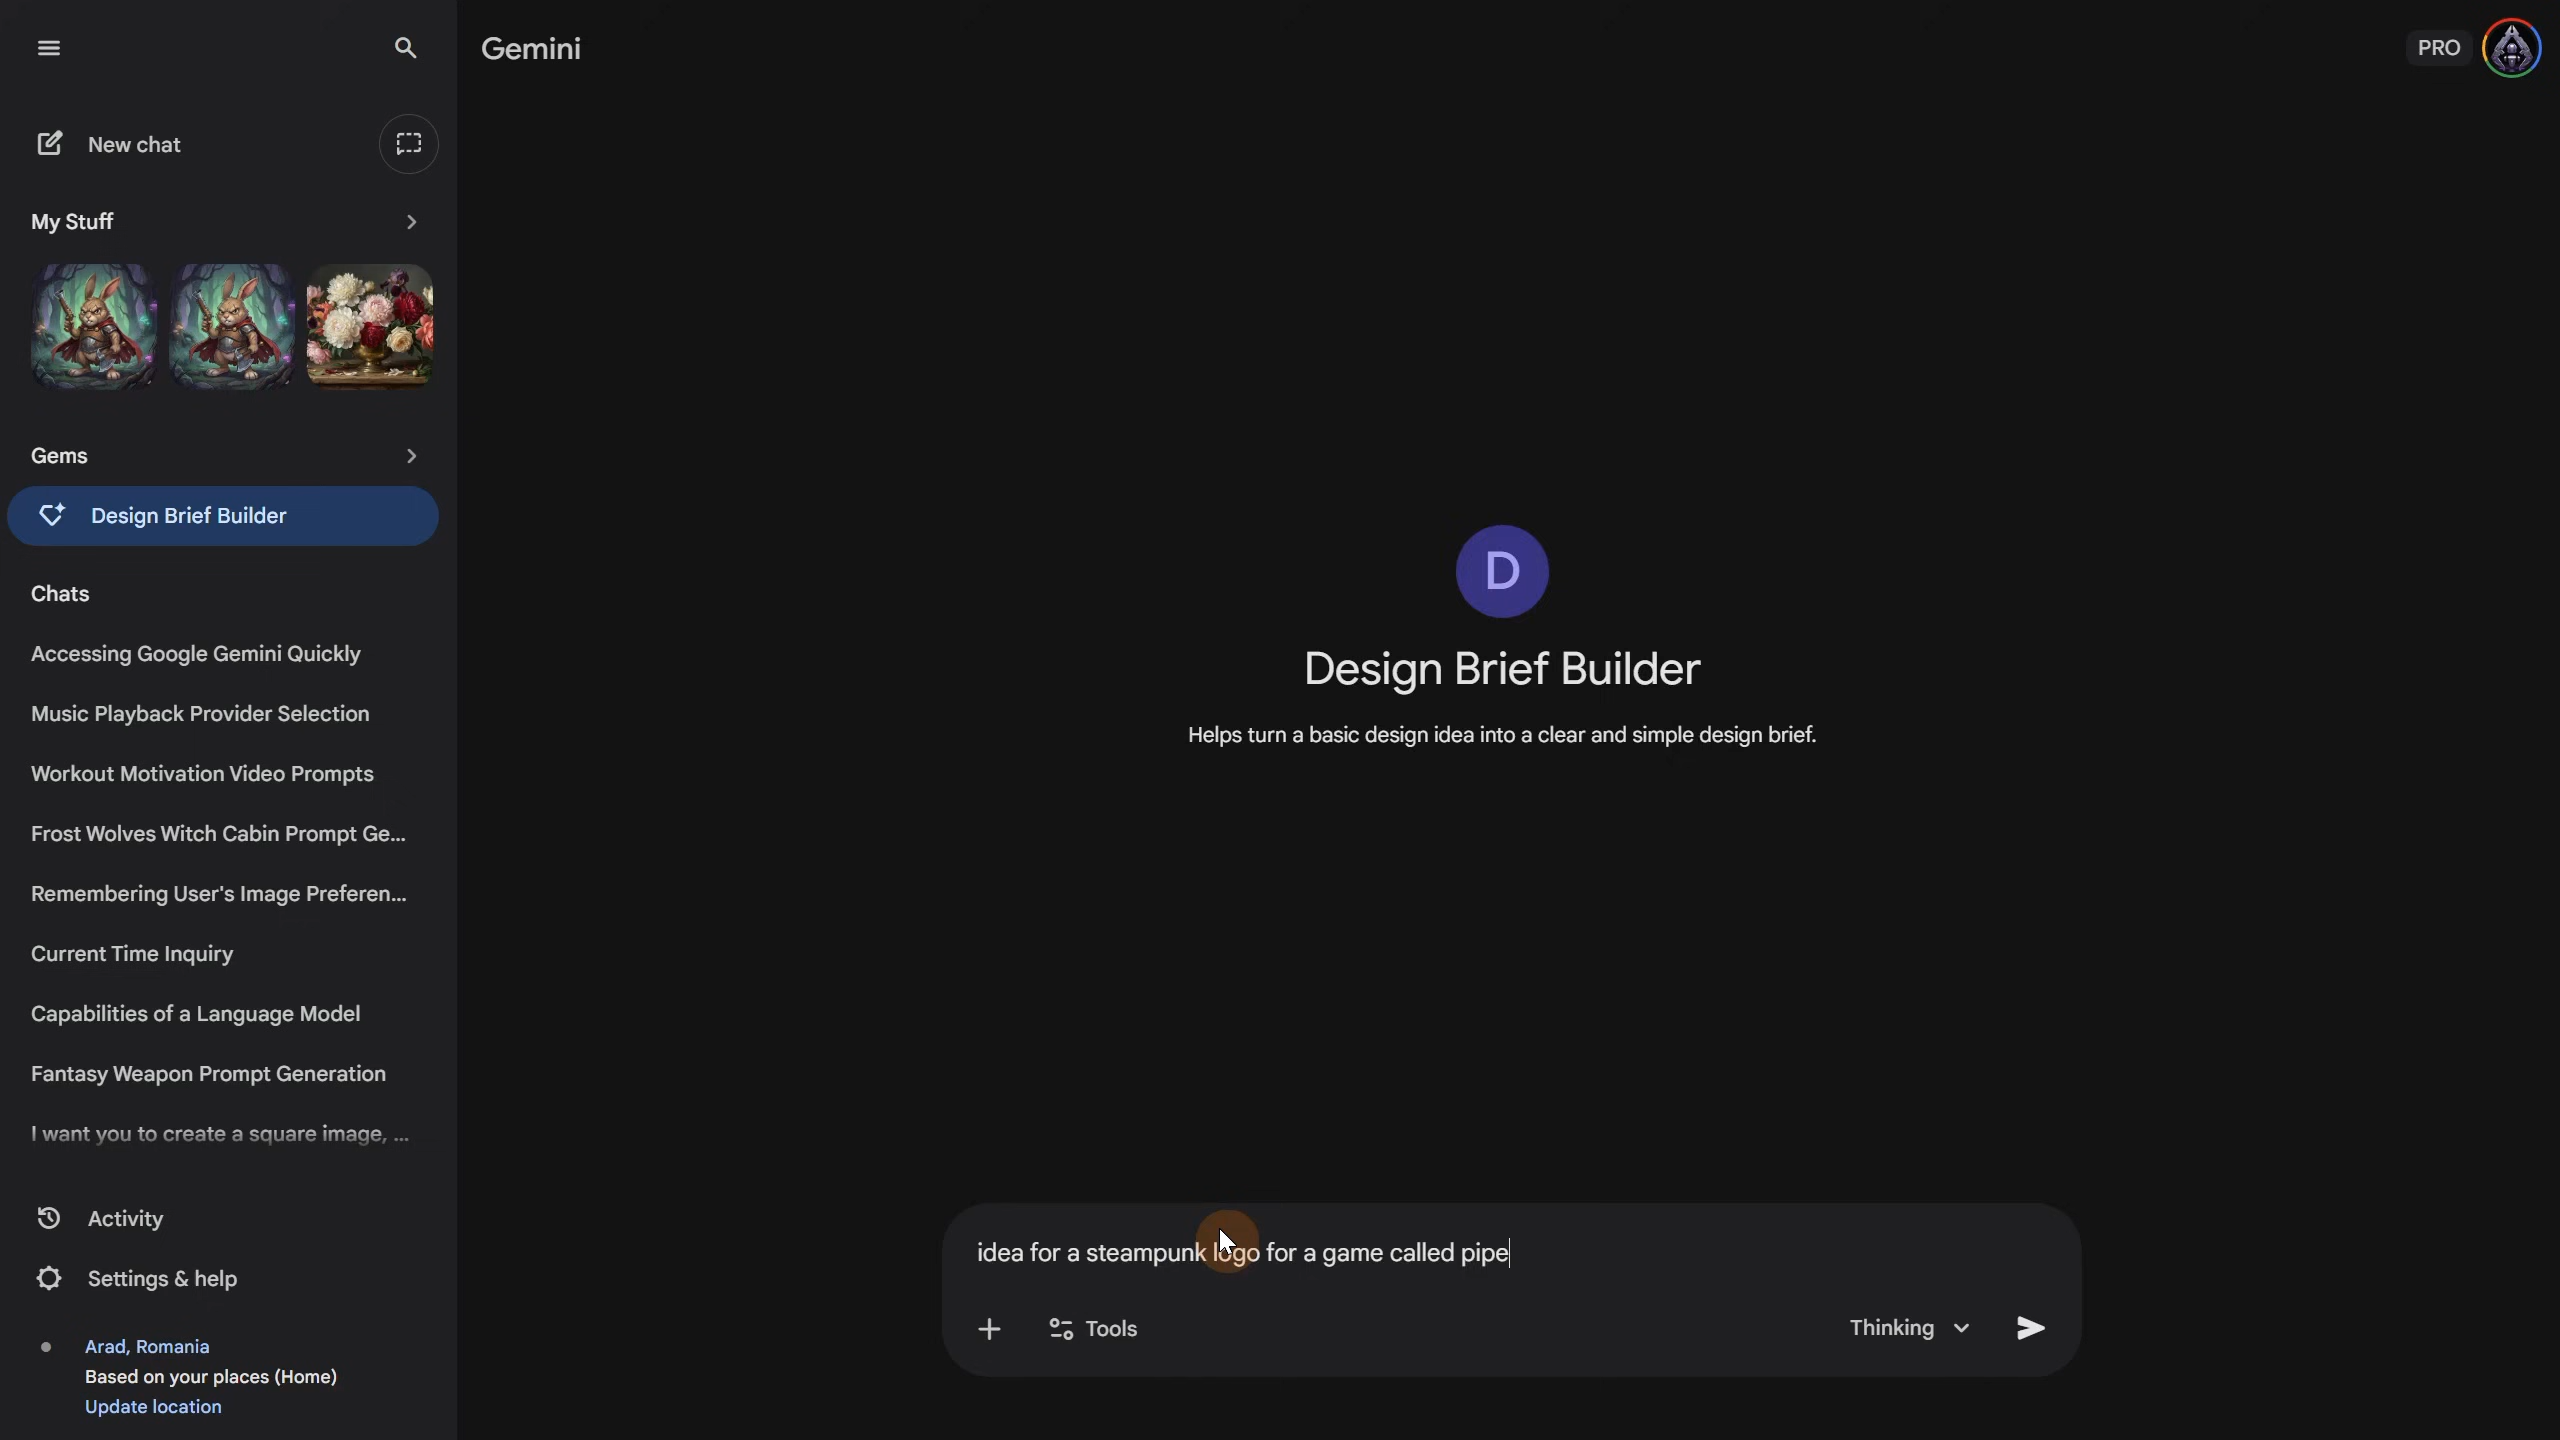 Gemini
PRO
New chat
My Stuff
Gems
Design Brief Builder
Chats
Accessing Google Gemini Quickly
Music Playback Provider Selection
Workout Motivation Video Prompts
Frost Wolves Witch Cabin Prompt Ge...
Remembering User's Image Preferen...
Current Time Inquiry
Capabilities of a Language Model
Fantasy Weapon Prompt Generation
I want you to create a square image, ...
Activity
Settings & help
Arad, Romania
Based on your places (Home)
Update location
D
Design Brief Builder
Helps turn a basic design idea into a clear and simple design brief.
idea for a steampunk logo for a game called pipe
Tools
Thinking